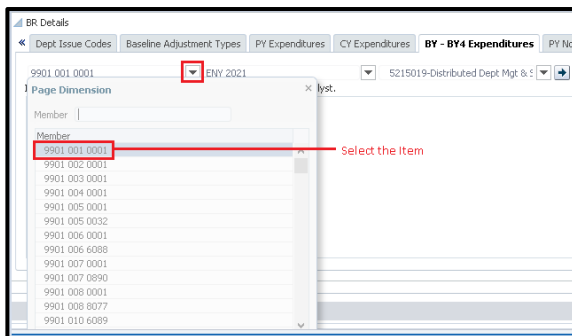 BR Details
« Dept Issue Codes Baseline Adjustment Types PY Expenditures CY Expenditures BY - BY4 Expenditures PY
9901 001 0001 ENY 2021 5215019-Distributed Dept Mgt &
Page Dimension × lyst.
Member
Member
9901 001 0001 Select the Item
9901 002 0001
9901 003 0001
9901 004 0001
9901 005 0001
9901 005 0032
9901 006 0001
9901 006 6088
9901 007 0001
9901 007 0890
9901 008 0001
9901 008 8077
9901 010 6089